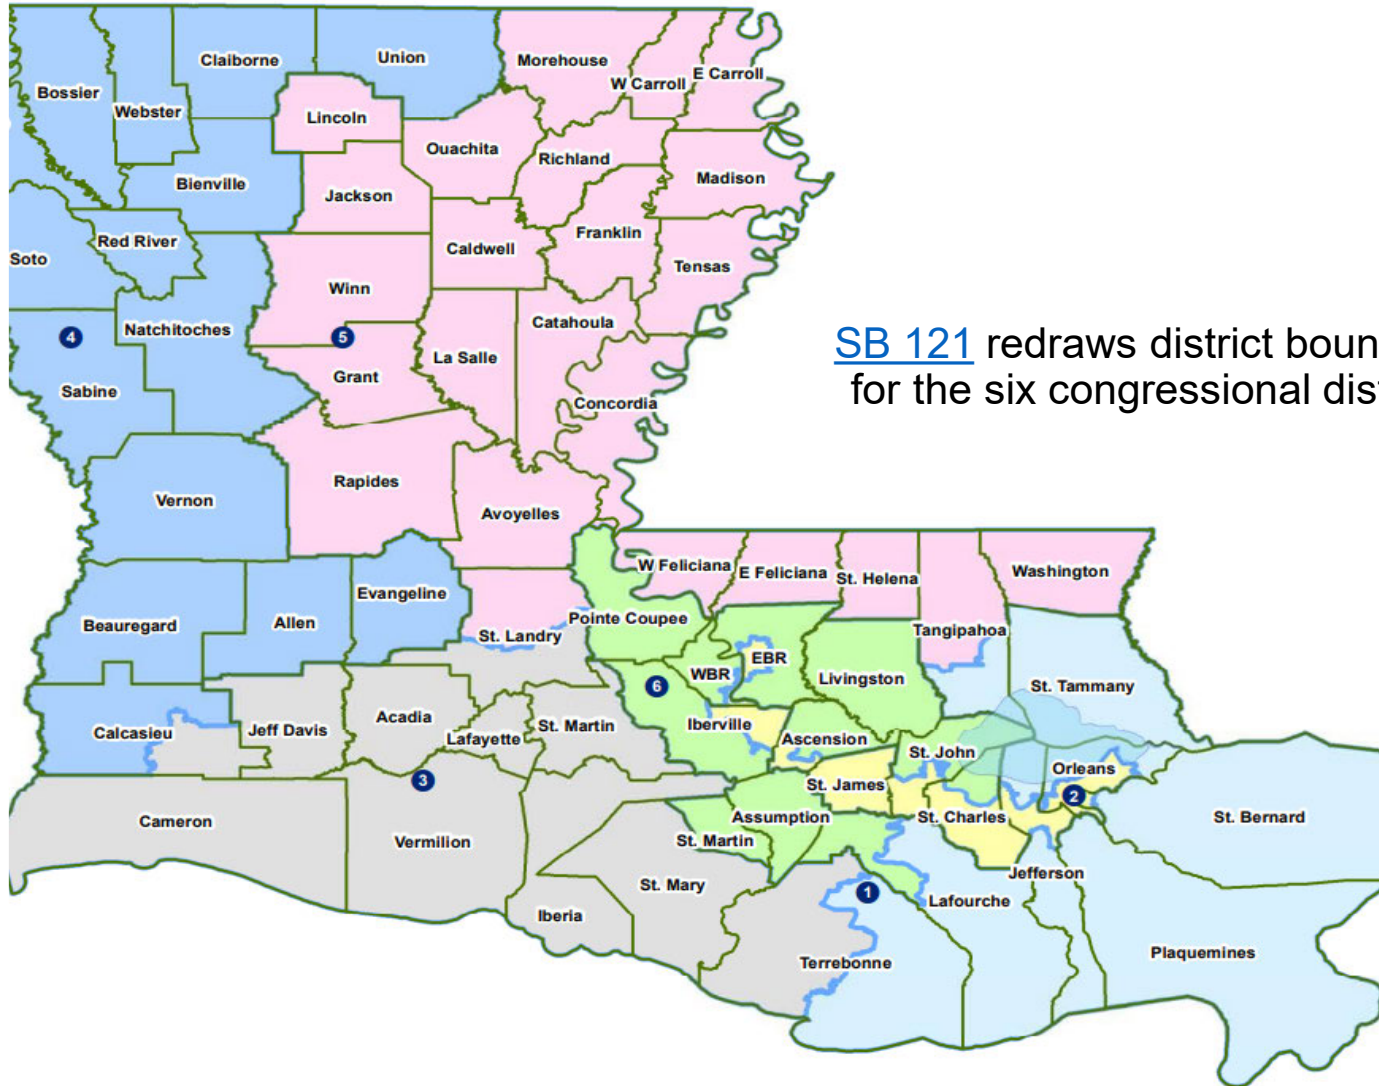 Claiborne
Union
Morehouse
W Carroll
E Carroll
Bossier
Webster
Lincoln
Ouachita
Richland
Bienville
Madison
Jackson
Red River
Franklin
Caldwell
Soto
Tensas
Winn
Natchitoches
Catahoula
4
5
La Salle
SB 121 redraws district boun
for the six congressional dist
Grant
Sabine
Concordia
Rapides
Vernon
Avoyelles
W Feliciana
E Feliciana
St. Helena
Washington
Evangeline
Beauregard
Allen
Pointe Coupee
Tangipahoa
St. Landry
EBR
WBR
Livingston
6
St. Tammany
Acadia
Iberville
St. Martin
Jeff Davis
Calcasieu
Lafayette
Ascension
St. John
Orleans
3
St. James
2
Cameron
Assumption
St. Charles
St. Bernard
Vermilion
St. Martin
Jefferson
St. Mary
1
Lafourche
Iberia
Plaquemines
Terrebonne